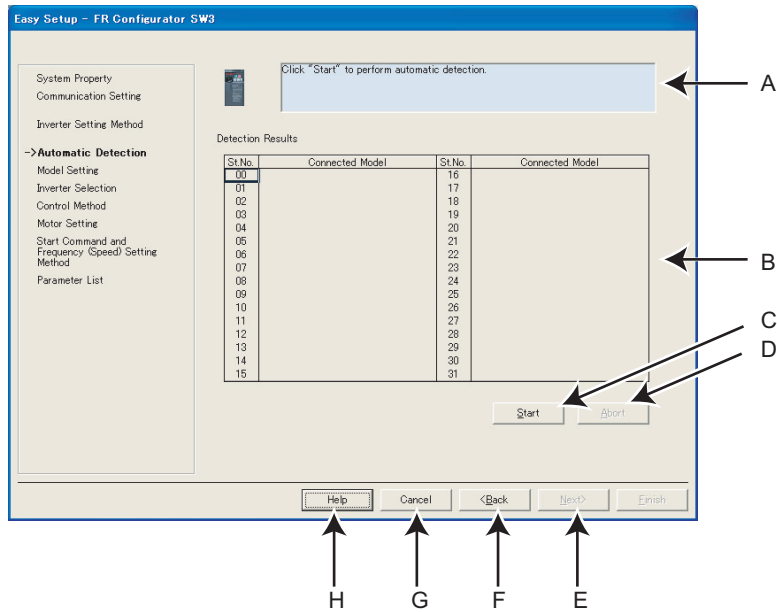 Easy Setup - FR Configurator SW3
System Property
Communication Setting
Inverter Setting Method
->Automatic Detection
Model Setting
Inverter Selection
Control Method
Motor Setting
Start Command and
Frequency (Speed) Setting
Method
Parameter List
Click "Start" to perform automatic detection.
A
Detection Results
St.No. Connected Model St.No. Connected Model
00 16
01 17
02 18
03 19
04 20
05 21
06 22
07 23
08 24
09 25
10 26
11 27
12 28
13 29
14 30
15 31
B
C
D
Start Abort
Help Cancel <Back Next> Finish
H G F E